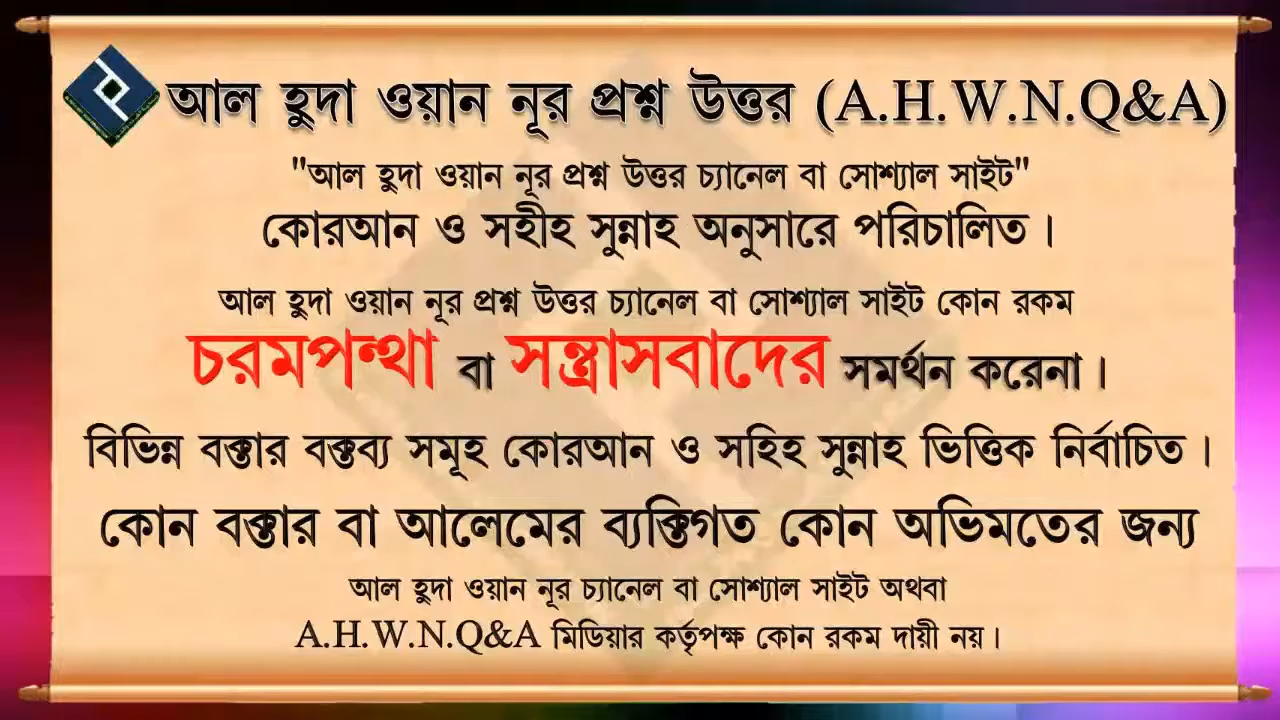 আল হুদা ওয়ান নূর প্রশ্ন উত্তর (A.H.W.N.Q&A)
"আল হুদা ওয়ান নূর প্রশ্ন উত্তর চ্যানেল বা সোশ্যাল সাইট"
কোরআন ও সহীহ সুন্নাহ অনুসারে পরিচালিত।
আল হুদা ওয়ান নূর প্রশ্ন উত্তর চ্যানেল বা সোশ্যাল সাইট কোন রকম
চরমপন্থা বা সন্ত্রাসবাদের সমর্থন করেনা।
বিভিন্ন বক্তার বক্তব্য সমূহ কোরআন ও সহিহ সুন্নাহ ভিত্তিক নির্বাচিত।
কোন বক্তার বা আলেমের ব্যক্তিগত কোন অভিমতের জন্য
আল হুদা ওয়ান নূর চ্যানেল বা সোশ্যাল সাইট অথবা
A.H.W.N.Q&A মিডিয়ার কর্তৃপক্ষ কোন রকম দায়ী নয়।